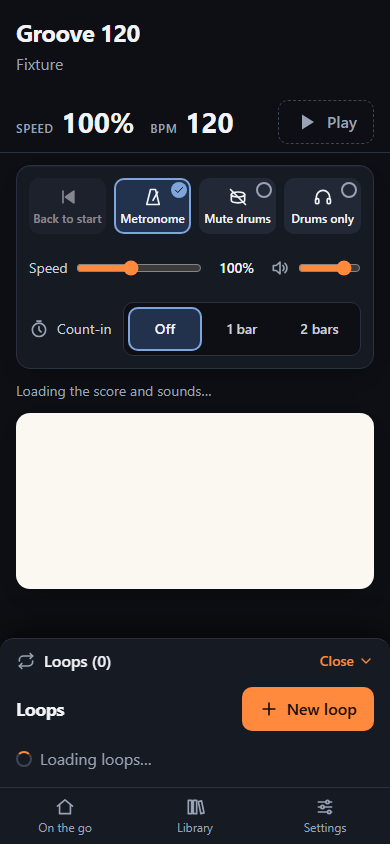 Groove 120
Fixture
SPEED 100% BPM 120 Play
Back to start Metronome Mute drums Drums only
Speed 100%
Count-in Off 1 bar 2 bars
Loading the score and sounds...
Loops (0) Close
Loops New loop
Loading loops...
On the go Library Settings